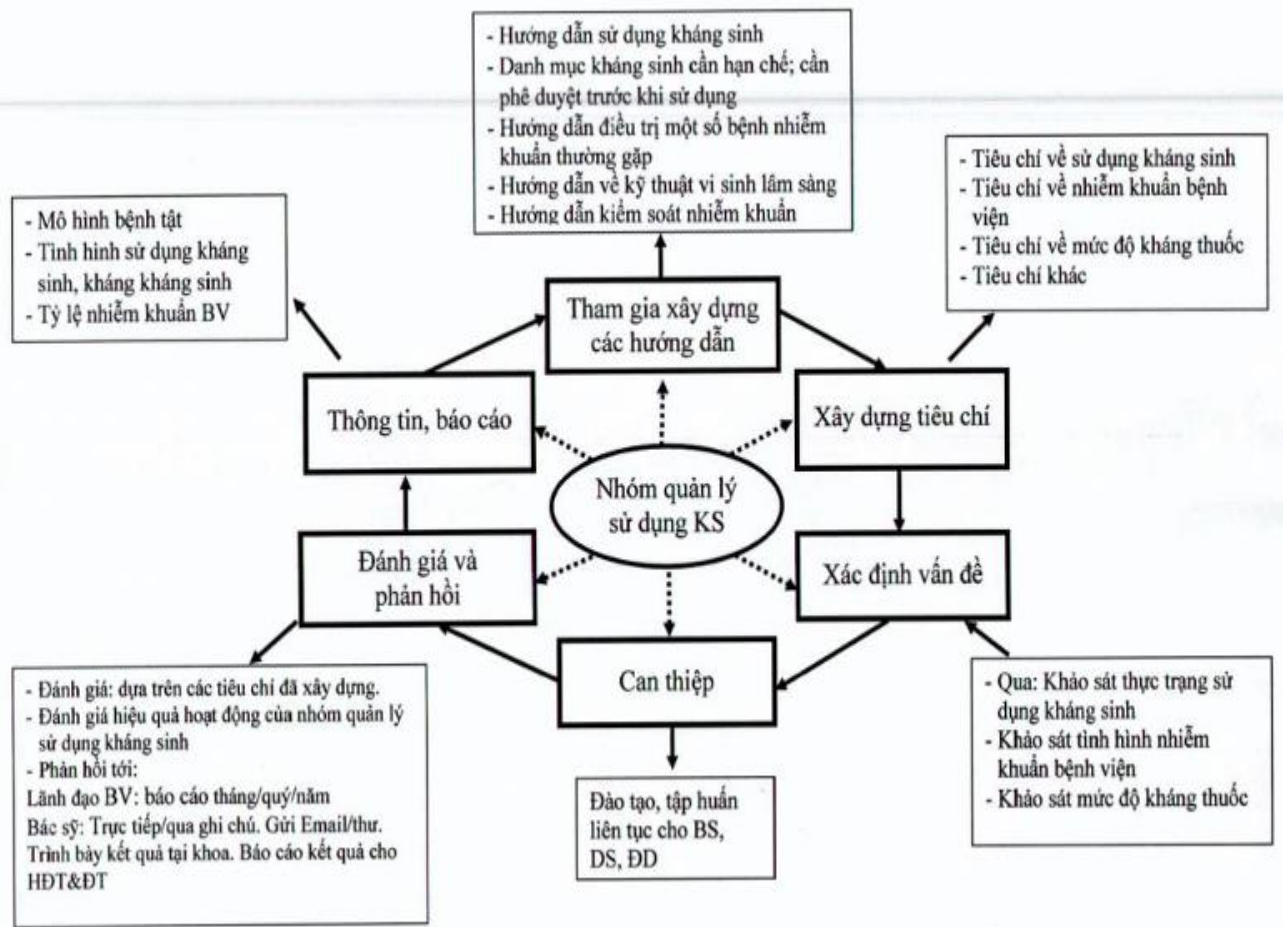 - Hướng dẫn sử dụng kháng sinh
- Danh mục kháng sinh cần hạn chế; cần
phê duyệt trước khi sử dụng
- Hướng dẫn điều trị một số bệnh nhiễm
khuẩn thường gặp
- Hướng dẫn về kỹ thuật vi sinh lâm sàng
- Hướng dẫn kiểm soát nhiễm khuẩn
- Tiêu chí về sử dụng kháng sinh
- Tiêu chí về nhiễm khuẩn bệnh
viện
- Tiêu chí về mức độ kháng thuốc
- Tiêu chí khác
- Mô hình bệnh tật
- Tình hình sử dụng kháng
sinh, kháng kháng sinh
- Tỷ lệ nhiễm khuẩn BV
Tham gia xây dựng
các hướng dẫn
Thông tin, báo cáo
Xây dựng tiêu chí
Nhóm quản lý
sử dụng KS
Đánh giá và
phản hồi
Xác định vấn đề
Can thiệp
- Đánh giá: dựa trên các tiêu chí đã xây dựng.
- Đánh giá hiệu quả hoạt động của nhóm quản lý
sử dụng kháng sinh
- Phản hồi tới:
Lãnh đạo BV: báo cáo tháng/quý/năm
Bác sỹ: Trực tiếp/qua ghi chú. Gửi Email/thư.
Trình bày kết quả tại khoa. Báo cáo kết quả cho
HĐT&ĐT
Đào tạo, tập huấn
liên tục cho BS,
DS, ĐD
- Qua: Khảo sát thực trạng sử
dụng kháng sinh
- Khảo sát tình hình nhiễm
khuẩn bệnh viện
- Khảo sát mức độ kháng thuốc